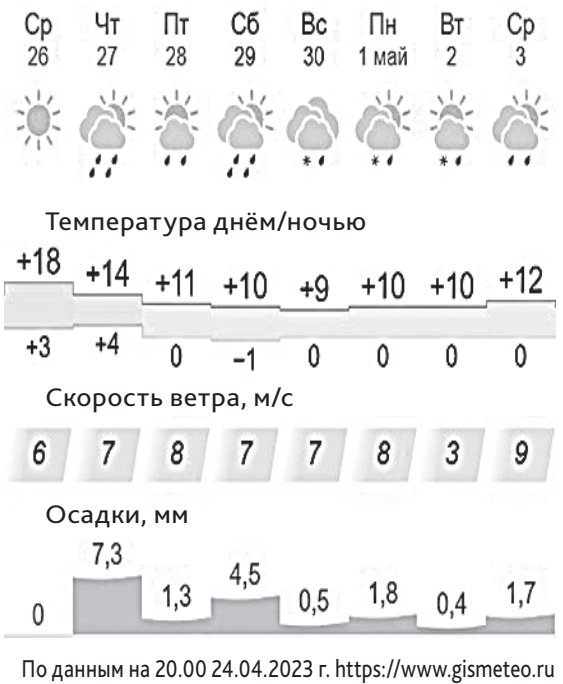 Ср Чт Пт Сб Вс Пн Вт Ср
26 27 28 29 30 1 май 2 3
Температура днём/ночью
+18 +14 +11 +10 +9 +10 +10 +12
+3 +4 0 −1 0 0 0 0
Скорость ветра, м/с
6 7 8 7 7 8 3 9
Осадки, мм
0 7,3 1,3 4,5 0,5 1,8 0,4 1,7
По данным на 20.00 24.04.2023 г. https://www.gismeteo.ru